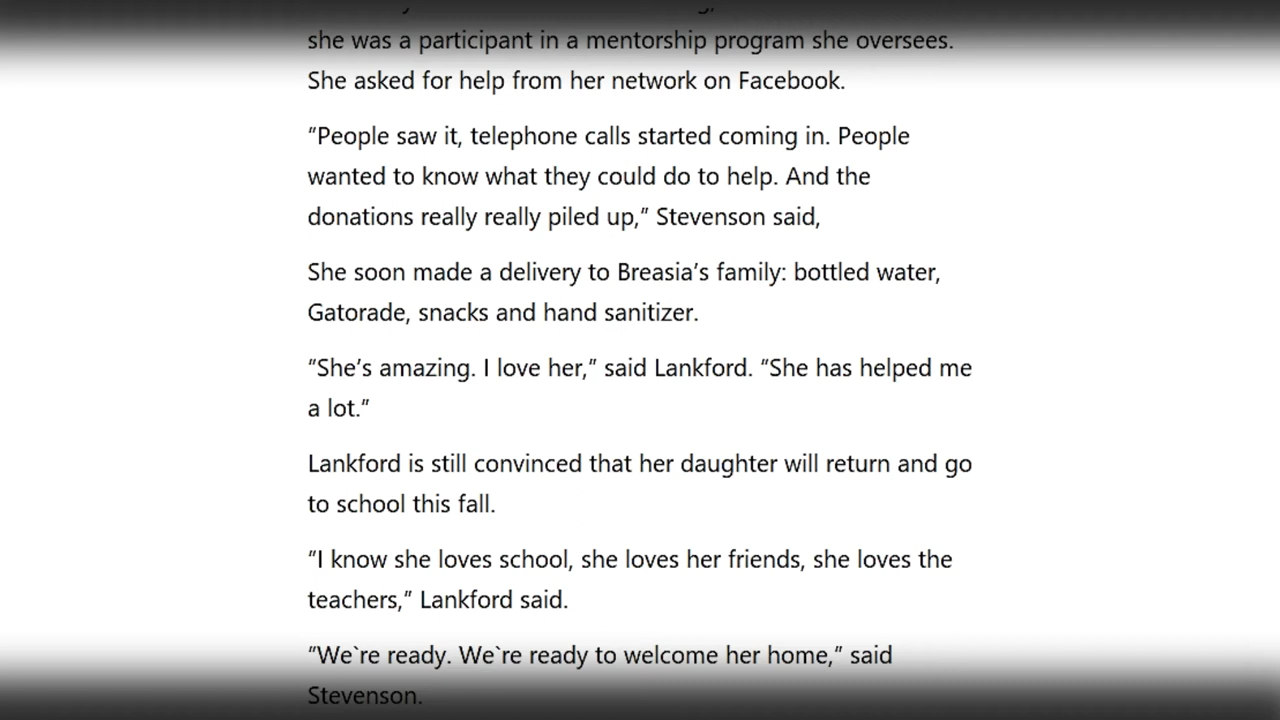 she was a participant in a mentorship program she oversees.
She asked for help from her network on Facebook.
"People saw it, telephone calls started coming in. People
wanted to know what they could do to help. And the
donations really really piled up," Stevenson said,
She soon made a delivery to Breasia's family: bottled water,
Gatorade, snacks and hand sanitizer.
"She's amazing. I love her," said Lankford. "She has helped me
a lot."
Lankford is still convinced that her daughter will return and go
to school this fall.
"I know she loves school, she loves her friends, she loves the
teachers," Lankford said.
"We`re ready. We`re ready to welcome her home," said
Stevenson.